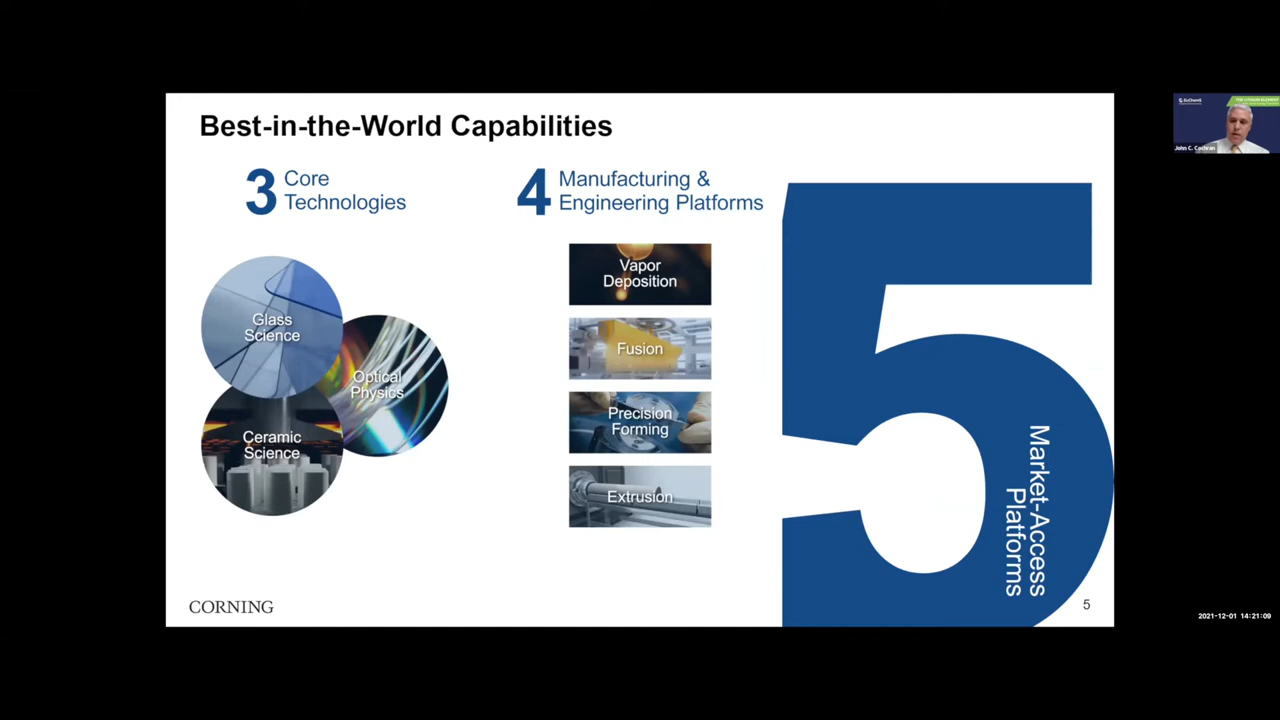 Best-in-the-World Capabilities
3 Core
Technologies
4 Manufacturing &
Engineering Platforms
Glass
Science
Optical
Physics
Ceramic
Science
Vapor
Deposition
Fusion
Precision
Forming
Extrusion
5
Market-Access
Platforms
CORNING
5
John C. Cochran
2021-12-01 14:21:09